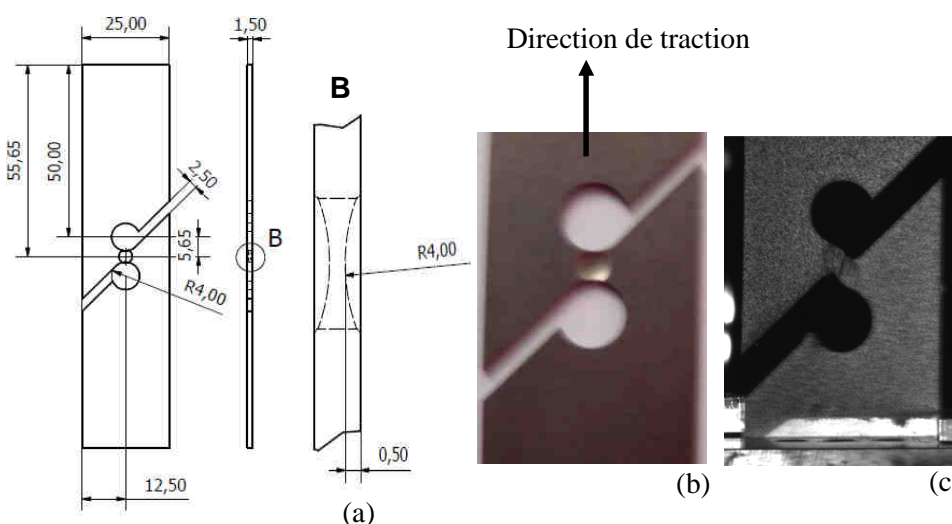 25,00
1,50
Direction de traction
B
55,65
50,00
2,50
5,65
B
R4,00
R4,00
0,50
12,50
(a)
(b)
(c